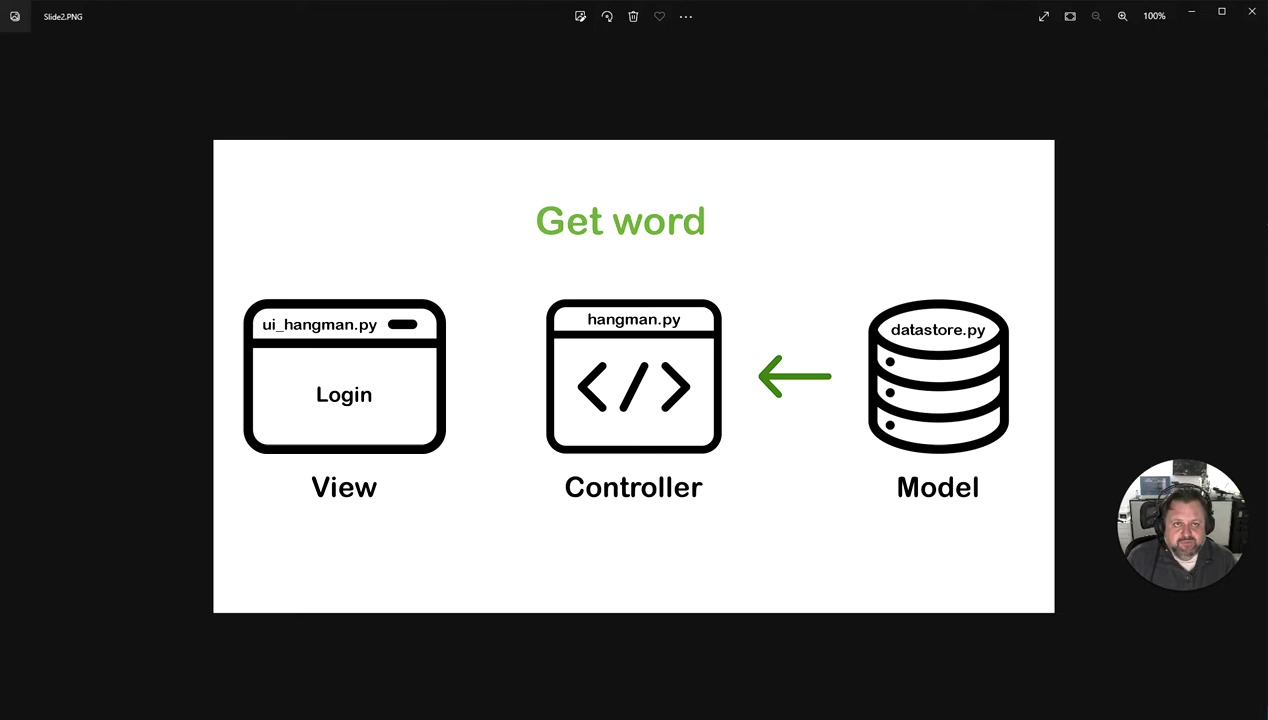 Slide2.PNG
100%
Get word
ui_hangman.py
hangman.py
datastore.py
Login
View
Controller
Model